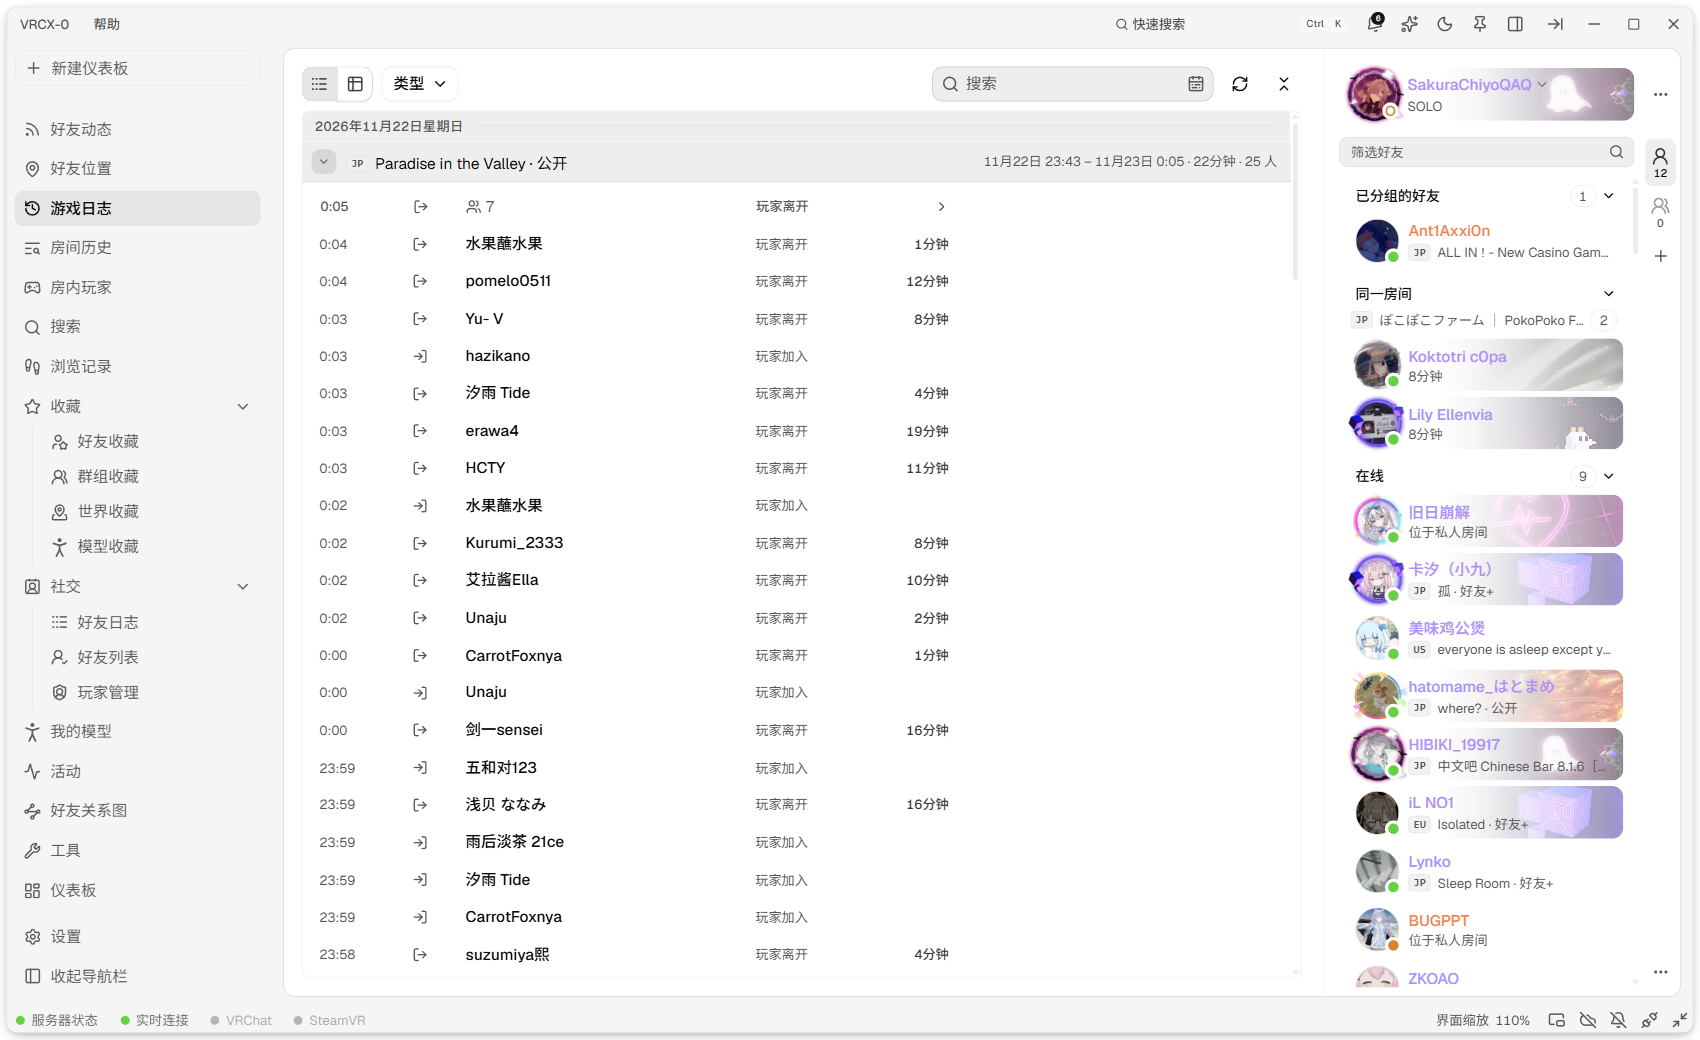 VRCX-0 帮助 快速搜索 Ctrl K 6
新建仪表板
好友动态
好友位置
游戏日志
房间历史
房内玩家
搜索
浏览记录
收藏
好友收藏
群组收藏
世界收藏
模型收藏
社交
好友日志
好友列表
玩家管理
我的模型
活动
好友关系图
工具
仪表板
设置
收起导航栏
类型 搜索
2026年11月22日星期日
JP Paradise in the Valley · 公开 11月22日 23:43 – 11月23日 0:05 · 22分钟 · 25 人
0:05 7 玩家离开
0:04 水果蘸水果 玩家离开 1分钟
0:04 pomelo0511 玩家离开 12分钟
0:03 Yu- V 玩家离开 8分钟
0:03 hazikano 玩家加入
0:03 汐雨 Tide 玩家离开 4分钟
0:03 erawa4 玩家离开 19分钟
0:03 HCTY 玩家离开 11分钟
0:02 水果蘸水果 玩家加入
0:02 Kurumi_2333 玩家离开 8分钟
0:02 艾拉酱Ella 玩家离开 10分钟
0:02 Unaju 玩家离开 2分钟
0:00 CarrotFoxnya 玩家离开 1分钟
0:00 Unaju 玩家加入
0:00 剑一sensei 玩家离开 16分钟
23:59 五和对123 玩家加入
23:59 浅贝 ななみ 玩家离开 16分钟
23:59 雨后淡茶 21ce 玩家加入
23:59 汐雨 Tide 玩家加入
23:59 CarrotFoxnya 玩家加入
23:58 suzumiya熙 玩家离开 4分钟
SakuraChiyoQAQ
SOLO
筛选好友
12
0
已分组的好友 1
Ant1Axxi0n
JP ALL IN ! - New Casino Gam...
同一房间
JP ぽこぽこファーム | PokoPoko F... 2
Koktotri c0pa
8分钟
Lily Ellenvia
8分钟
在线 9
旧日崩解
位于私人房间
卡汐（小九）
JP 孤 · 好友+
美味鸡公煲
US everyone is asleep except y...
hatomame_はとまめ
JP where? · 公开
HIBIKI_19917
JP 中文吧 Chinese Bar 8.1.6［...
iL NO1
EU Isolated · 好友+
Lynko
JP Sleep Room · 好友+
BUGPPT
位于私人房间
ZKOAO
服务器状态 实时连接 VRChat SteamVR 界面缩放 110%